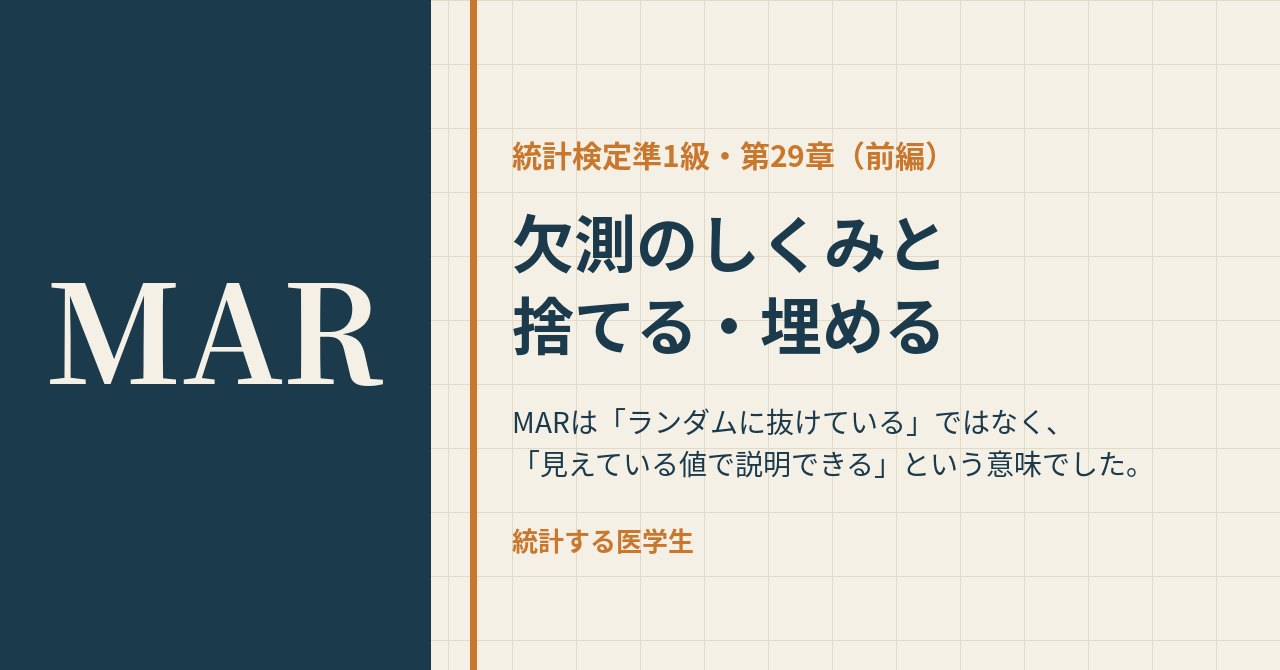 MAR
統計検定準1級・第29章（前編）
欠測のしくみと
捨てる・埋める
MARは「ランダムに抜けている」ではなく、
「見えている値で説明できる」という意味でした。
統計する医学生